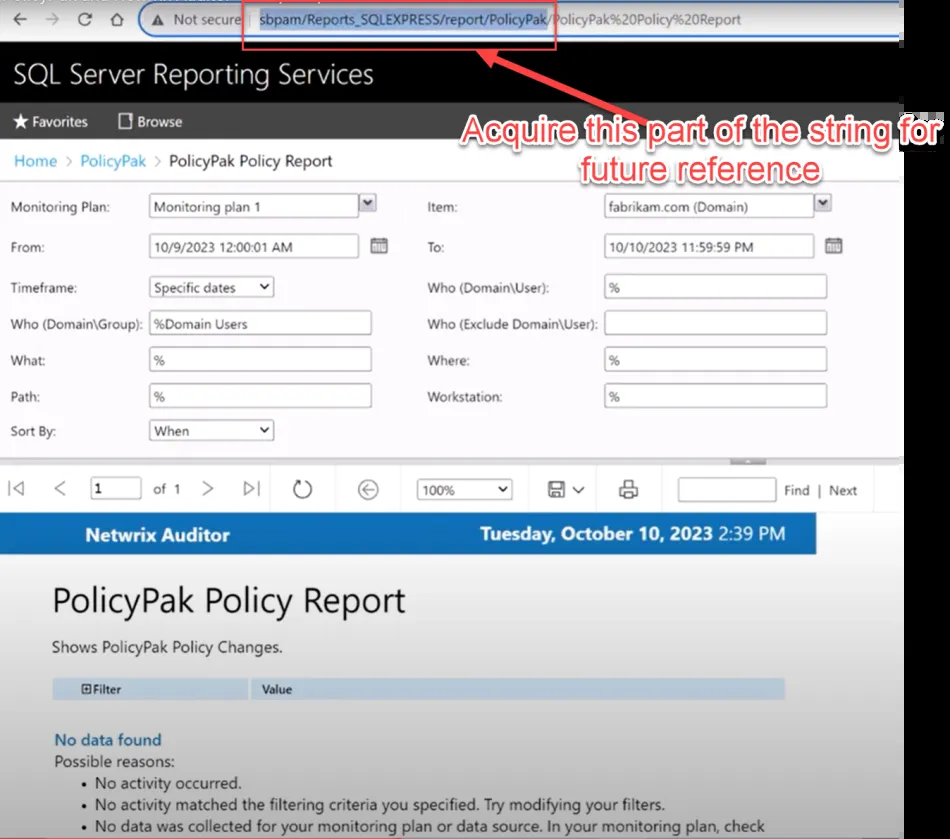 Not secure sbpam/Reports_SQLEXPRESS/report/PolicyPak/PolicyPak%20Policy%20Report
SQL Server Reporting Services
Favorites Browse
Acquire this part of the string for
future reference
Home > PolicyPak > PolicyPak Policy Report
Monitoring Plan: Monitoring plan 1 Item: fabrikam.com (Domain)
From: 10/9/2023 12:00:01 AM To: 10/10/2023 11:59:59 PM
Timeframe: Specific dates Who (Domain\User): %
Who (Domain\Group): %Domain Users Who (Exclude Domain\User):
What: % Where: %
Path: % Workstation: %
Sort By: When
1 of 1 100% Find | Next
Netwrix Auditor Tuesday, October 10, 2023 2:39 PM
PolicyPak Policy Report
Shows PolicyPak Policy Changes.
Filter Value
No data found
Possible reasons:
• No activity occurred.
• No activity matched the filtering criteria you specified. Try modifying your filters.
• No data was collected for your monitoring plan or data source. In your monitoring plan, check